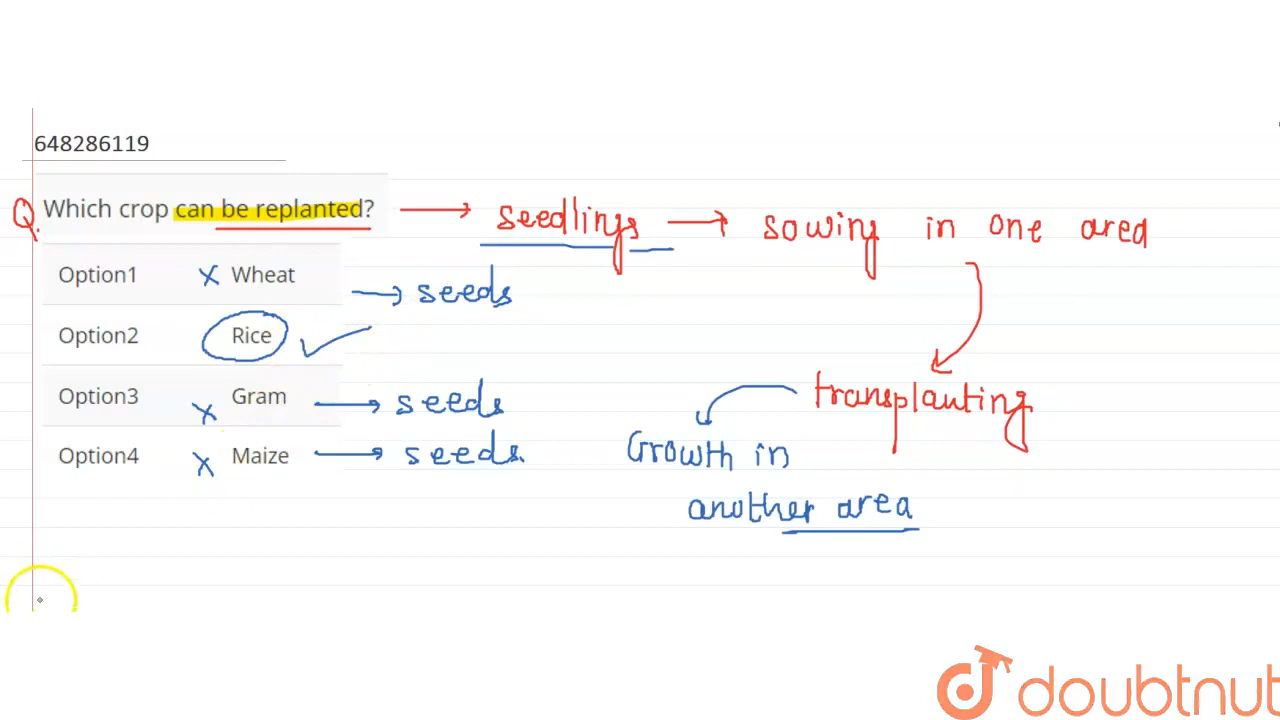 648286119
Q. Which crop can be replanted? → seedlings → sowing in one area
Option1 x Wheat → seeds
Option2 Rice ✓
transplanting
Option3 x Gram → seeds
Growth in
Option4 x Maize → seeds.
another area
doubtnut